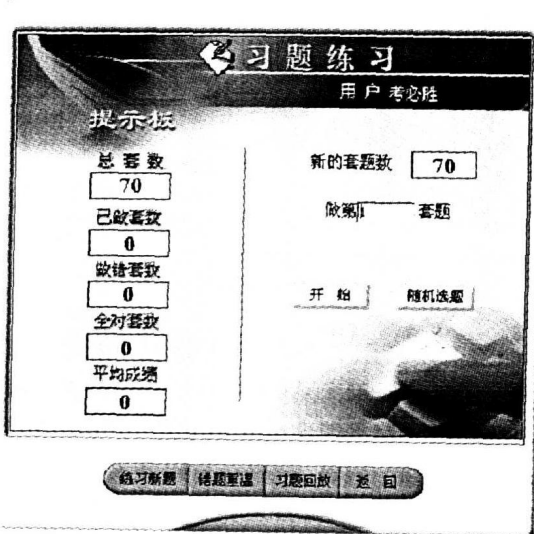 习题练习
用户 考必胜
提示板
总套数
70
已做套数
0
做错套数
0
全对套数
0
平均成绩
0
新的套题数 70
做第1 套题
开始 随机选题
练习新题 错题重温 习题回放 返回